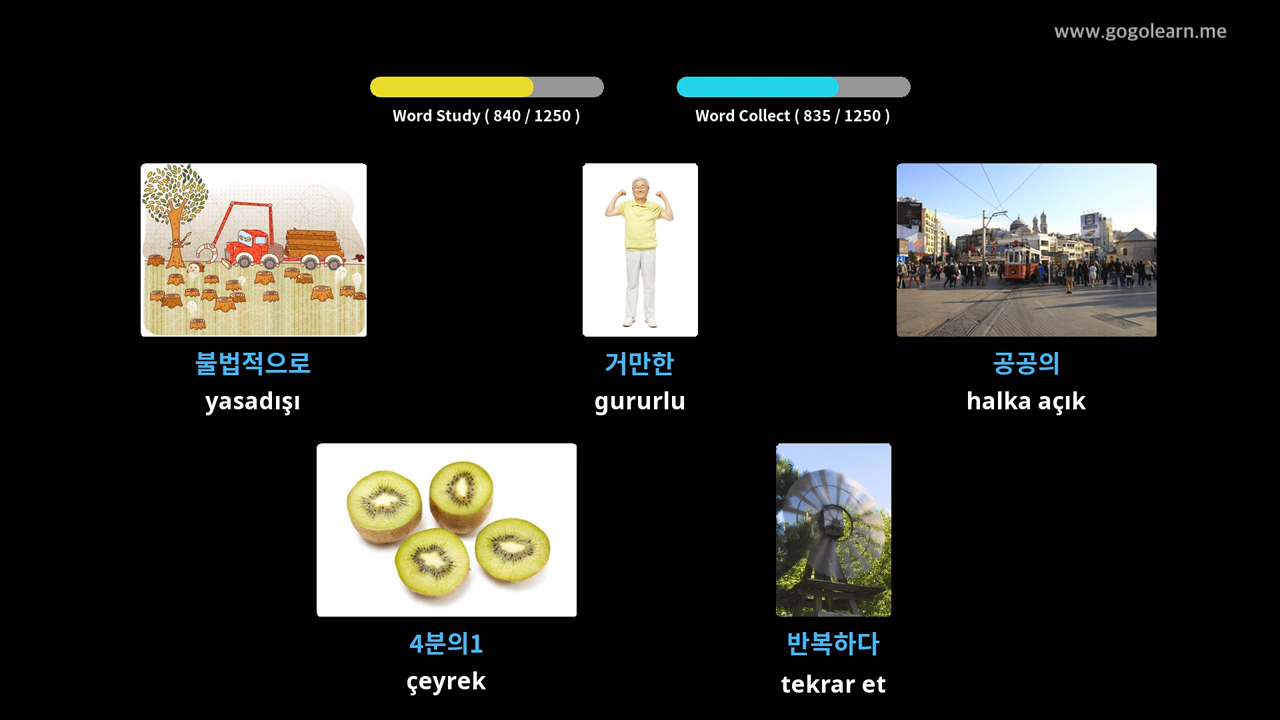 www.gogolearn.me
Word Study ( 840 / 1250 )
Word Collect ( 835 / 1250 )
불법적으로
yasadışı
거만한
gururlu
공공의
halka açık
4분의1
çeyrek
반복하다
tekrar et